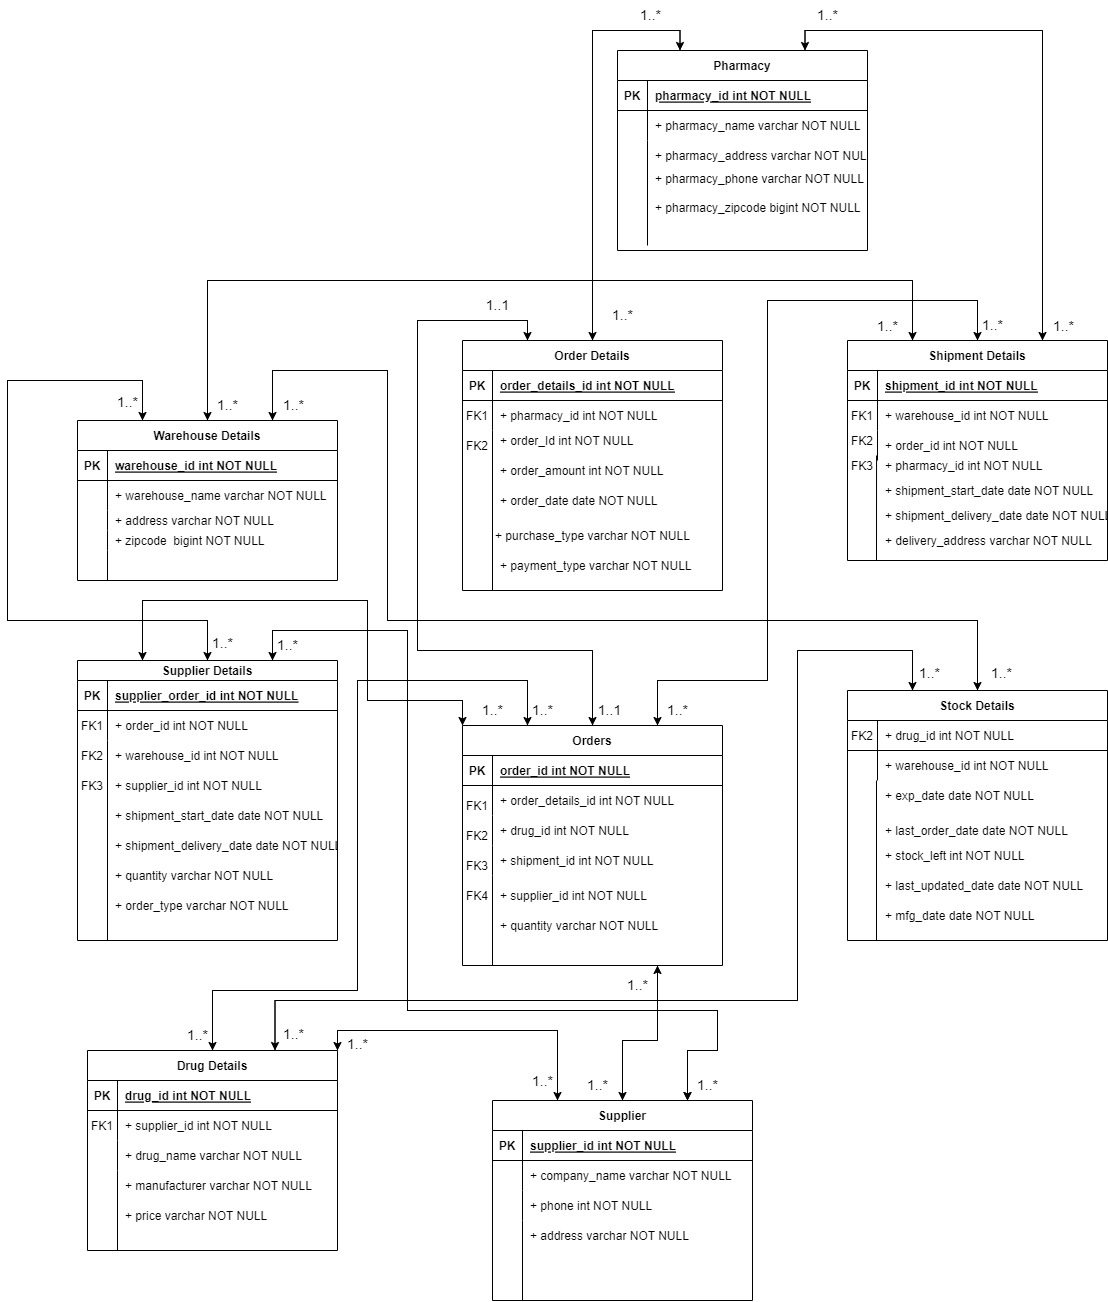 1..*
1..*
Pharmacy
PK pharmacy_id int NOT NULL
+ pharmacy_name varchar NOT NULL
+ pharmacy_address varchar NOT NUL
+ pharmacy_phone varchar NOT NULL
+ pharmacy_zipcode bigint NOT NULL
1..1
1..*
1..*
1..*
1..*
Order Details
PK order_details_id int NOT NULL
FK1 + pharmacy_id int NOT NULL
FK2 + order_Id int NOT NULL
+ order_amount int NOT NULL
+ order_date date NOT NULL
+ purchase_type varchar NOT NULL
+ payment_type varchar NOT NULL
Shipment Details
PK shipment_id int NOT NULL
FK1 + warehouse_id int NOT NULL
FK2 + order_id int NOT NULL
FK3 + pharmacy_id int NOT NULL
+ shipment_start_date date NOT NULL
+ shipment_delivery_date date NOT NULL
+ delivery_address varchar NOT NULL
1..*
1..*
1..*
Warehouse Details
PK warehouse_id int NOT NULL
+ warehouse_name varchar NOT NULL
+ address varchar NOT NULL
+ zipcode bigint NOT NULL
1..*
1..*
Supplier Details
PK supplier_order_id int NOT NULL
FK1 + order_id int NOT NULL
FK2 + warehouse_id int NOT NULL
FK3 + supplier_id int NOT NULL
+ shipment_start_date date NOT NULL
+ shipment_delivery_date date NOT NULL
+ quantity varchar NOT NULL
+ order_type varchar NOT NULL
1..*
1..*
1..1
1..*
Orders
PK order_id int NOT NULL
FK1 + order_details_id int NOT NULL
FK2 + drug_id int NOT NULL
FK3 + shipment_id int NOT NULL
FK4 + supplier_id int NOT NULL
+ quantity varchar NOT NULL
1..*
1..*
1..*
Stock Details
FK2 + drug_id int NOT NULL
+ warehouse_id int NOT NULL
+ exp_date date NOT NULL
+ last_order_date date NOT NULL
+ stock_left int NOT NULL
+ last_updated_date date NOT NULL
+ mfg_date date NOT NULL
1..*
1..*
1..*
Drug Details
PK drug_id int NOT NULL
FK1 + supplier_id int NOT NULL
+ drug_name varchar NOT NULL
+ manufacturer varchar NOT NULL
+ price varchar NOT NULL
1..*
1..*
1..*
Supplier
PK supplier_id int NOT NULL
+ company_name varchar NOT NULL
+ phone int NOT NULL
+ address varchar NOT NULL